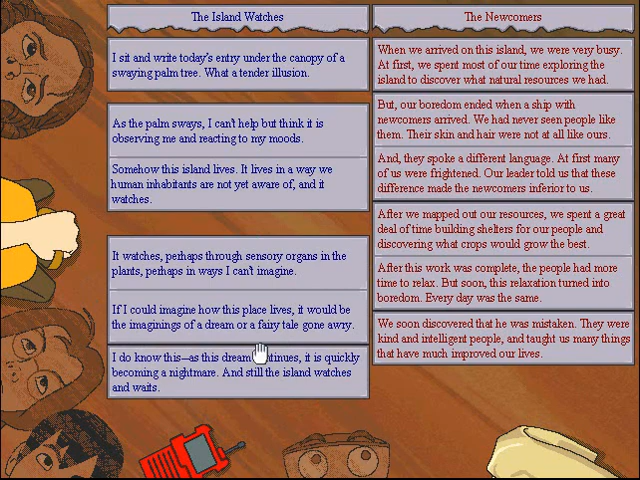 The Island Watches
I sit and write today's entry under the canopy of a
swaying palm tree. What a tender illusion.
As the palm sways, I can't help but think it is
observing me and reacting to my moods.
Somehow this island lives. It lives in a way we
human inhabitants are not yet aware of, and it
watches.
It watches, perhaps through sensory organs in the
plants, perhaps in ways I can't imagine.
If I could imagine how this place lives, it would be
the imaginings of a dream or a fairy tale gone awry.
I do know this--as this dream continues, it is quickly
becoming a nightmare. And still the island watches
and waits.
The Newcomers
When we arrived on this island, we were very busy.
At first, we spent most of our time exploring the
island to discover what natural resources we had.
But, our boredom ended when a ship with
newcomers arrived. We had never seen people like
them. Their skin and hair were not at all like ours.
And, they spoke a different language. At first many
of us were frightened. Our leader told us that these
difference made the newcomers inferior to us.
After we mapped out our resources, we spent a great
deal of time building shelters for our people and
discovering what crops would grow the best.
After this work was complete, the people had more
time to relax. But soon, this relaxation turned into
boredom. Every day was the same.
We soon discovered that he was mistaken. They were
kind and intelligent people, and taught us many things
that have much improved our lives.